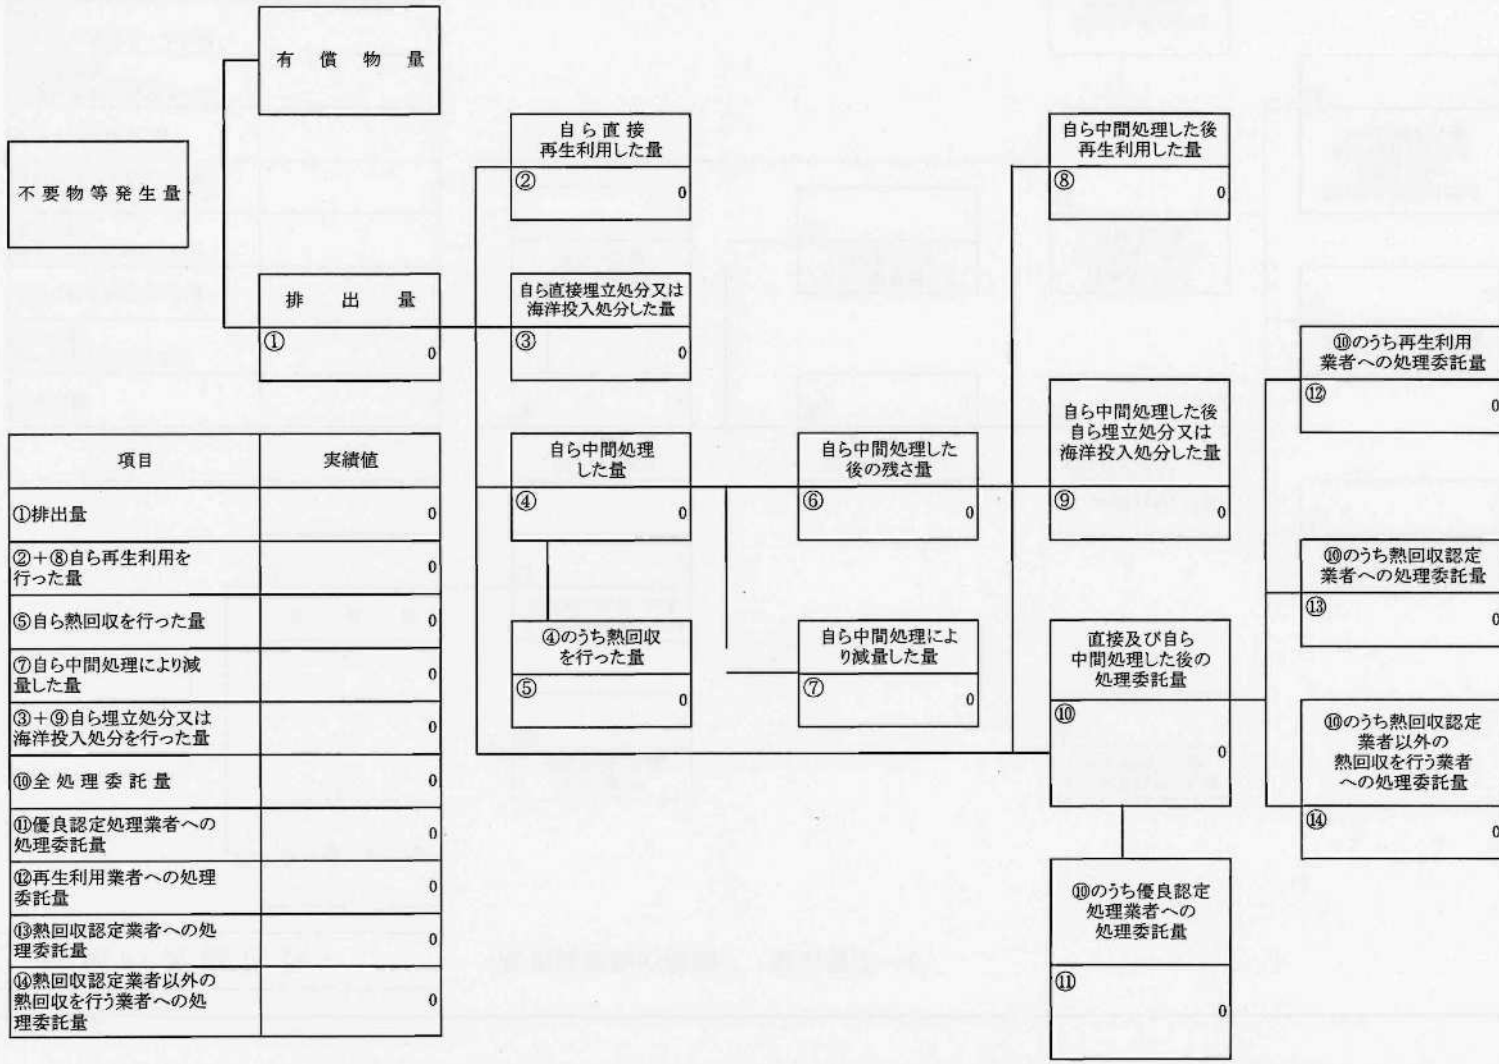 有償物量
不要物等発生量
排出量
①
0
自ら直接
再生利用した量
②
0
自ら直接埋立処分又は
海洋投入処分した量
③
0
自ら中間処理
した量
④
0
④のうち熱回収
を行った量
⑤
0
自ら中間処理した
後の残さ量
⑥
0
自ら中間処理によ
り減量した量
⑦
0
自ら中間処理した後
再生利用した量
⑧
0
自ら中間処理した後
自ら埋立処分又は
海洋投入処分した量
⑨
0
直接及び自ら
中間処理した後の
処理委託量
⑩
0
⑩のうち優良認定
処理業者への
処理委託量
⑪
0
⑩のうち再生利用
業者への処理委託量
⑫
0
⑩のうち熱回収認定
業者への処理委託量
⑬
0
⑩のうち熱回収認定
業者以外の
熱回収を行う業者
への処理委託量
⑭
0
項目 実績値
①排出量 0
②+⑧自ら再生利用を
行った量 0
⑤自ら熱回収を行った量 0
⑦自ら中間処理により減
量した量 0
③+⑨自ら埋立処分又は
海洋投入処分を行った量 0
⑩全処理委託量 0
⑪優良認定処理業者への
処理委託量 0
⑫再生利用業者への処理
委託量 0
⑬熱回収認定業者への処
理委託量 0
⑭熱回収認定業者以外の
熱回収を行う業者への処
理委託量 0